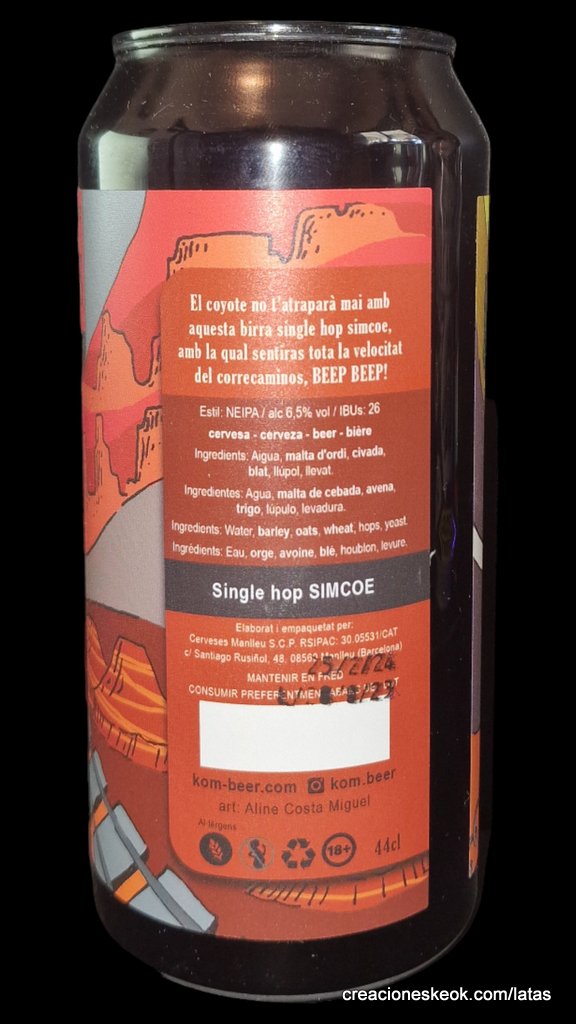 El coyote no t'atraparà mai amb
aquesta birra single hop simcoe,
amb la qual sentiras tota la velocitat
del correcaminos, BEEP BEEP!
Estil: NEIPA / alc 6,5% vol / IBUs: 26
cervesa - cerveza - beer - bière
Ingredients: Aigua, malta d'ordi, civada,
blat, llúpol, llevat.
Ingredientes: Agua, malta de cebada, avena,
trigo, lúpulo, levadura.
Ingredients: Water, barley, oats, wheat, hops, yeast.
Ingrédients: Eau, orge, avoine, blé, houblon, levure.
Single hop SIMCOE
Elaborat i empaquetat per:
Cerveses Manlleu S.C.P. RSIPAC: 30.05531/CAT
c/ Santiago Rusiñol, 48. 08560 Manlleu (Barcelona)
MANTENIR EN FRED
CONSUMIR PREFERENTMENT ABANS DE
kom-beer.com kom.beer
art: Aline Costa Miguel
Al·lèrgens
18+ 44cl
creacioneskeok.com/latas